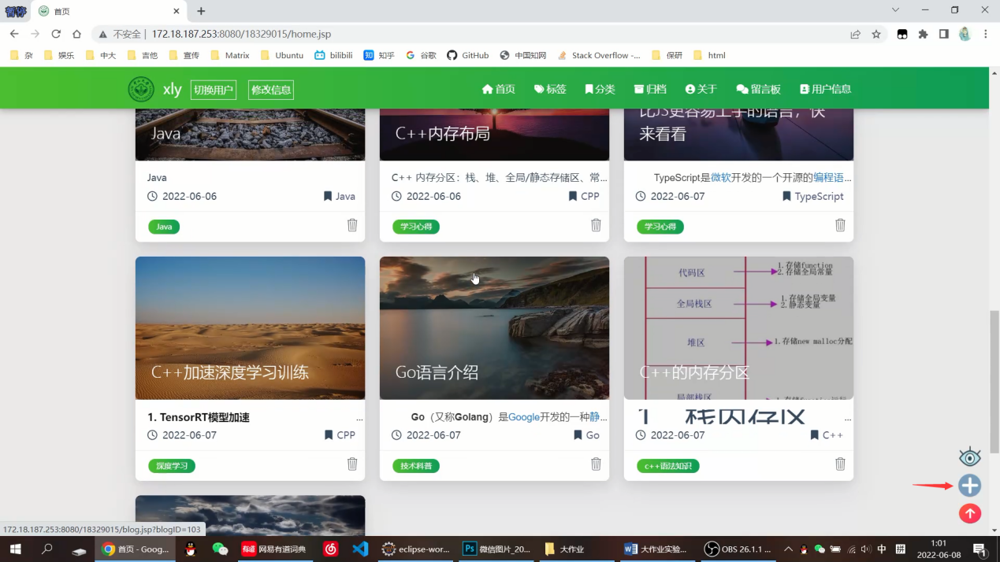 暂停
首页
不安全 | 172.18.187.253:8080/18329015/home.jsp
杂 娱乐 中大 吉他 宣传 Matrix Ubuntu bilibili 知 知乎 谷歌 GitHub 中国知网 Stack Overflow -... 保研 html
xly 切换用户 修改信息 首页 标签 分类 归档 关于 留言板 用户信息
Java
C++内存布局
比JS更容易上手的语言，快
来看看
Java
2022-06-06 Java
Java
C++ 内存分区：栈、堆、全局/静态存储区、常...
2022-06-06 CPP
学习心得
TypeScript是微软开发的一个开源的编程语...
2022-06-07 TypeScript
学习心得
C++加速深度学习训练
1. TensorRT模型加速 ...
2022-06-07 CPP
深度学习
Go语言介绍
Go（又称Golang）是Google开发的一种静...
2022-06-07 Go
技术科普
代码区 1.存储function
2.存储全局常量
全局栈区 1.存储全局变量
2.静态变量
堆区 1.存储new malloc分配
局部栈区
C++的内存分区
1 栈内存区 ...
2022-06-07 C++
c++语法知识
172.18.187.253:8080/18329015/blog.jsp?blogID=103
首页 - Goog... 有道 网易有道词典 eclipse-wor... Ps 微信图片_20... 大作业 W 大作业实验... OBS 26.1.1 ... 中 拼 1:01
2022-06-08 1